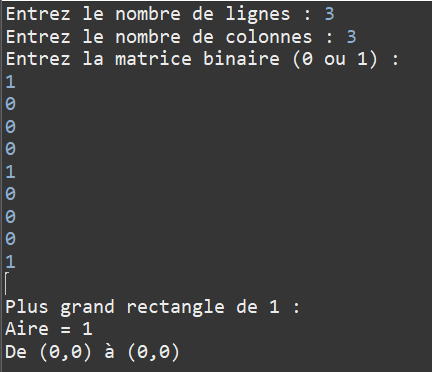 Entrez le nombre de lignes : 3
Entrez le nombre de colonnes : 3
Entrez la matrice binaire (0 ou 1) :
1
0
0
0
1
0
0
0
1
Plus grand rectangle de 1 :
Aire = 1
De (0,0) à (0,0)